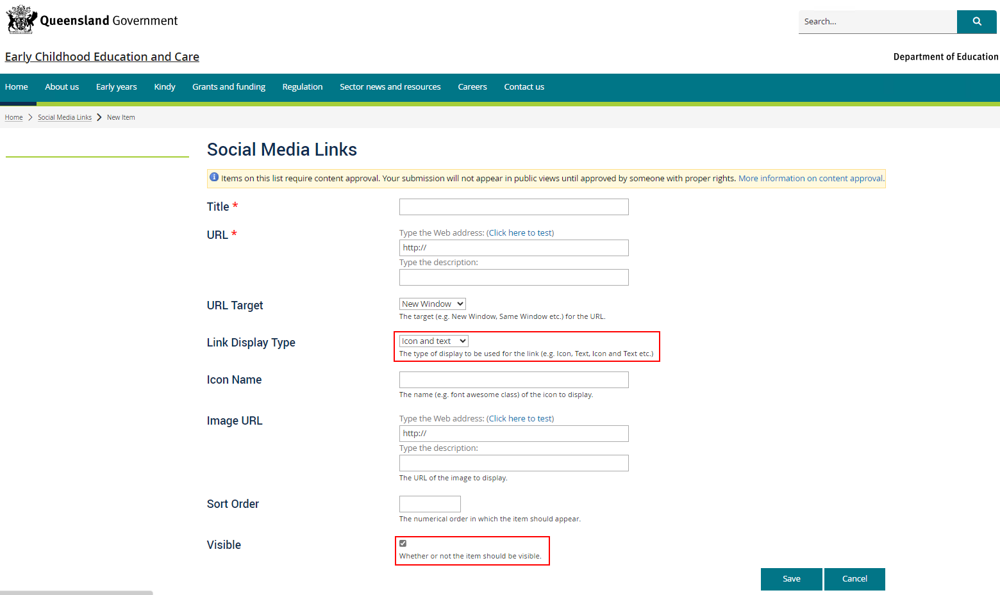 Queensland Government
Search...
Early Childhood Education and Care
Department of Education
Home About us Early years Kindy Grants and funding Regulation Sector news and resources Careers Contact us
Home Social Media Links New Item
Social Media Links
Items on this list require content approval. Your submission will not appear in public views until approved by someone with proper rights. More information on content approval.
Title *
URL *
Type the Web address: (Click here to test)
http://
Type the description:
URL Target
New Window
The target (e.g. New Window, Same Window etc.) for the URL.
Link Display Type
Icon and text
The type of display to be used for the link (e.g. Icon, Text, Icon and Text etc.)
Icon Name
The name (e.g. font awesome class) of the icon to display.
Image URL
Type the Web address: (Click here to test)
http://
Type the description:
The URL of the image to display.
Sort Order
The numerical order in which the item should appear.
Visible
Whether or not the item should be visible.
Save Cancel